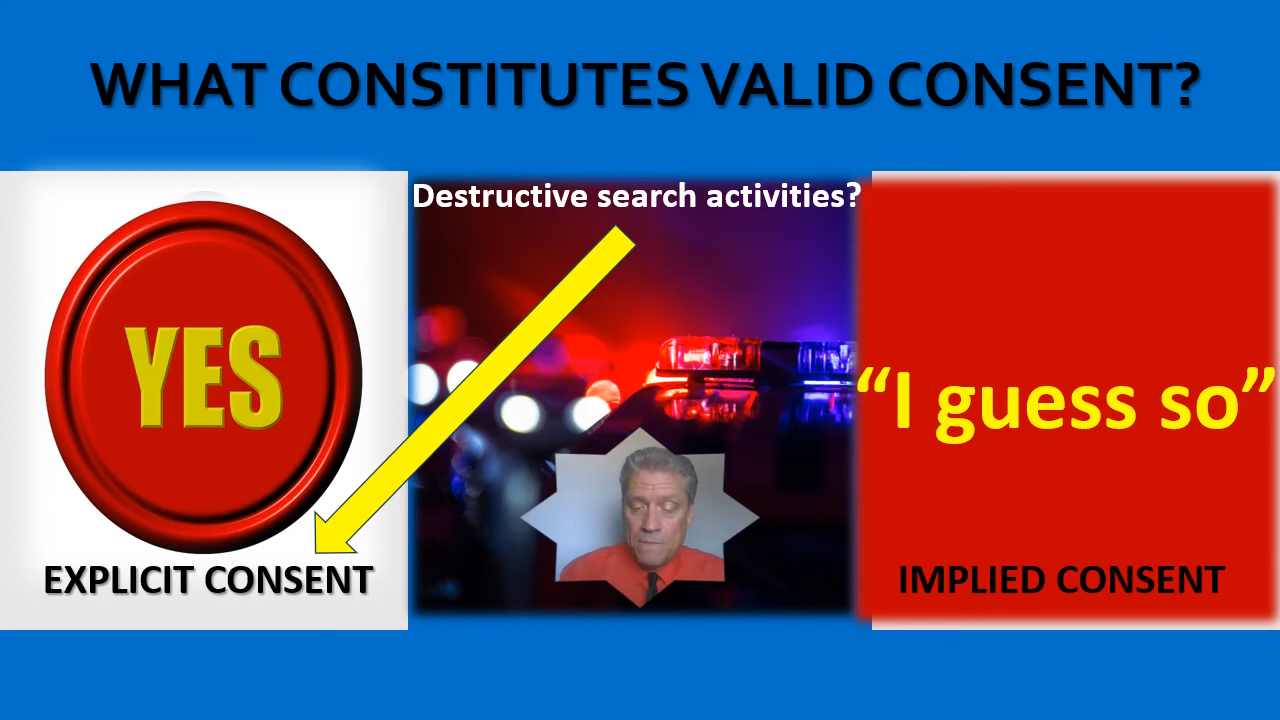 WHAT CONSTITUTES VALID CONSENT?
Destructive search activities?
YES
"I guess so"
EXPLICIT CONSENT
IMPLIED CONSENT